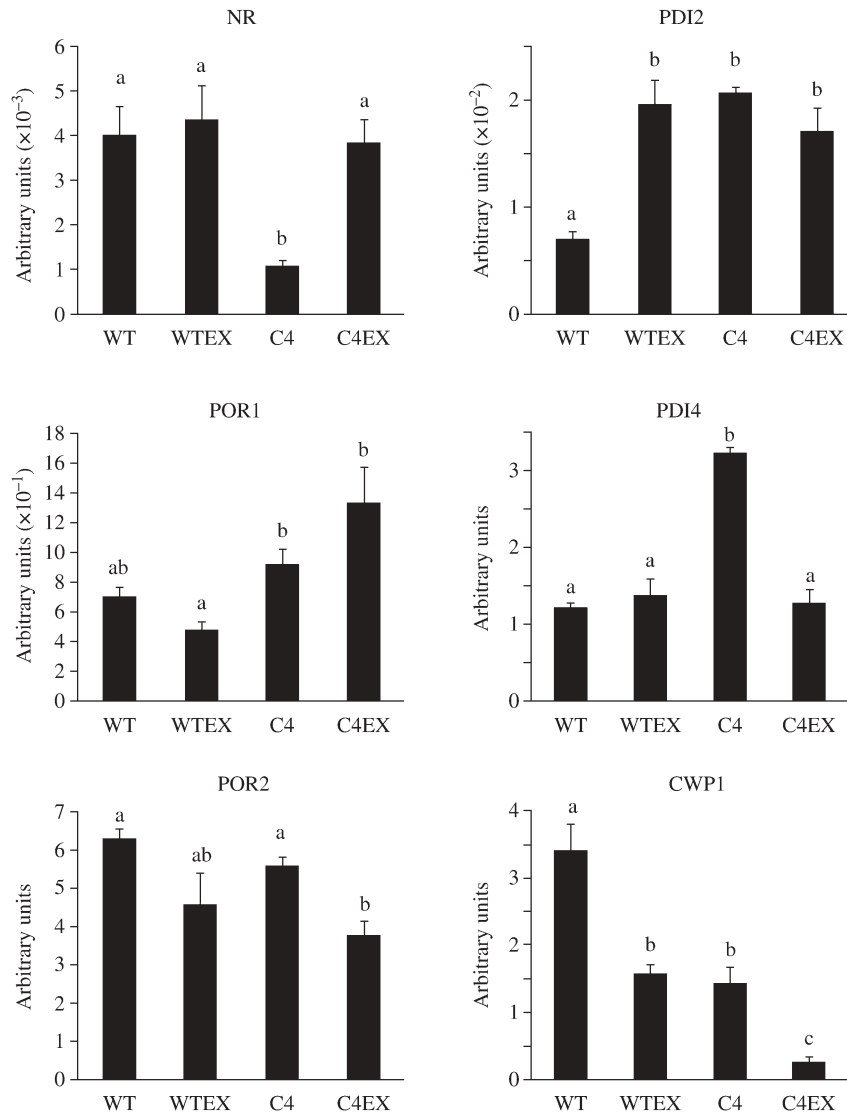 NR
Arbitrary units (×10⁻³)
6
5
4
3
2
1
0
a
a
b
a
WT WTEX C4 C4EX
PDI2
Arbitrary units (×10⁻²)
2
1
0
a
b
b
b
WT WTEX C4 C4EX
POR1
Arbitrary units (×10⁻¹)
18
16
14
12
10
8
6
4
2
0
ab
a
b
b
WT WTEX C4 C4EX
PDI4
Arbitrary units
3
2
1
0
a
a
b
a
WT WTEX C4 C4EX
POR2
Arbitrary units
7
6
5
4
3
2
1
0
a
ab
a
b
WT WTEX C4 C4EX
CWP1
Arbitrary units
4
3
2
1
0
a
b
b
c
WT WTEX C4 C4EX